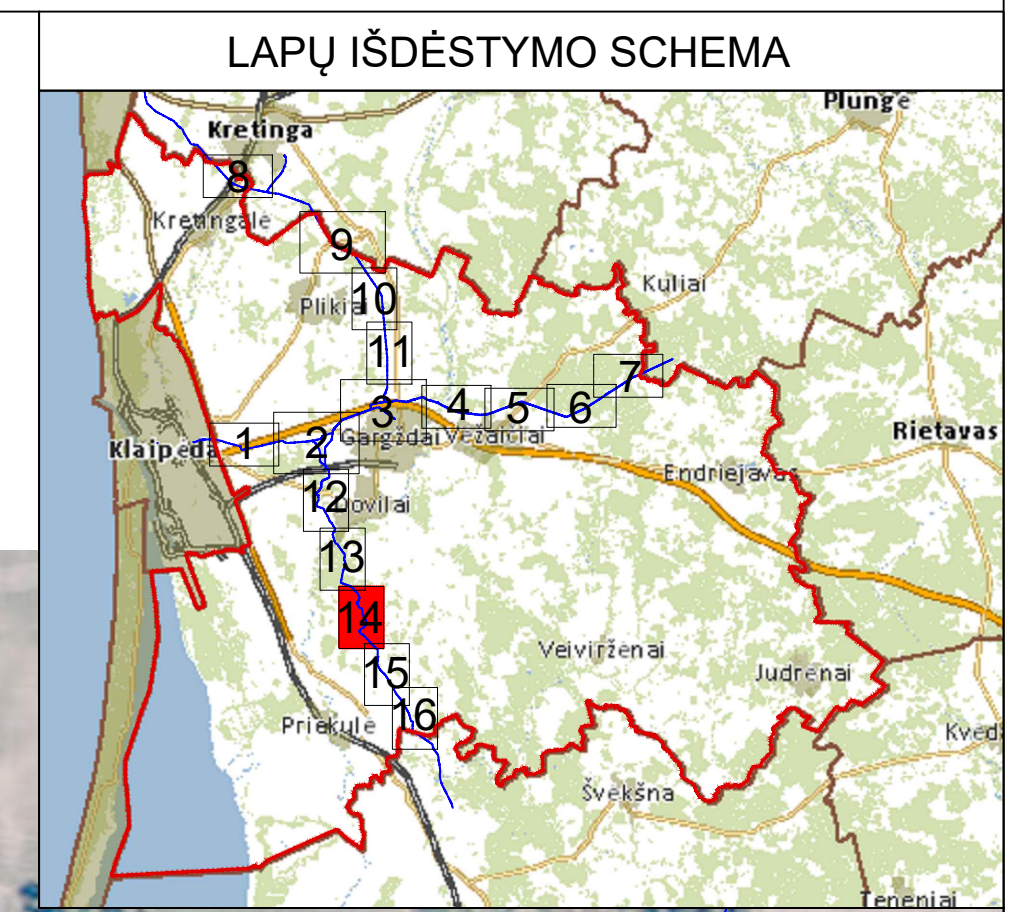 LAPŲ IŠDĖSTYMO SCHEMA
Plungė
Kretinga
8
Kretingalė
9
Kuliai
10
Plikiai
11
7
3
4
5
6
Klaipėda
1
2
Gargždai
Vėžaičiai
Rietavas
Endriejavas
12
Dovilai
13
14
Veiviržėnai
15
Judrėnai
16
Priekulė
Kvėd
Švėkšna
Teneniai